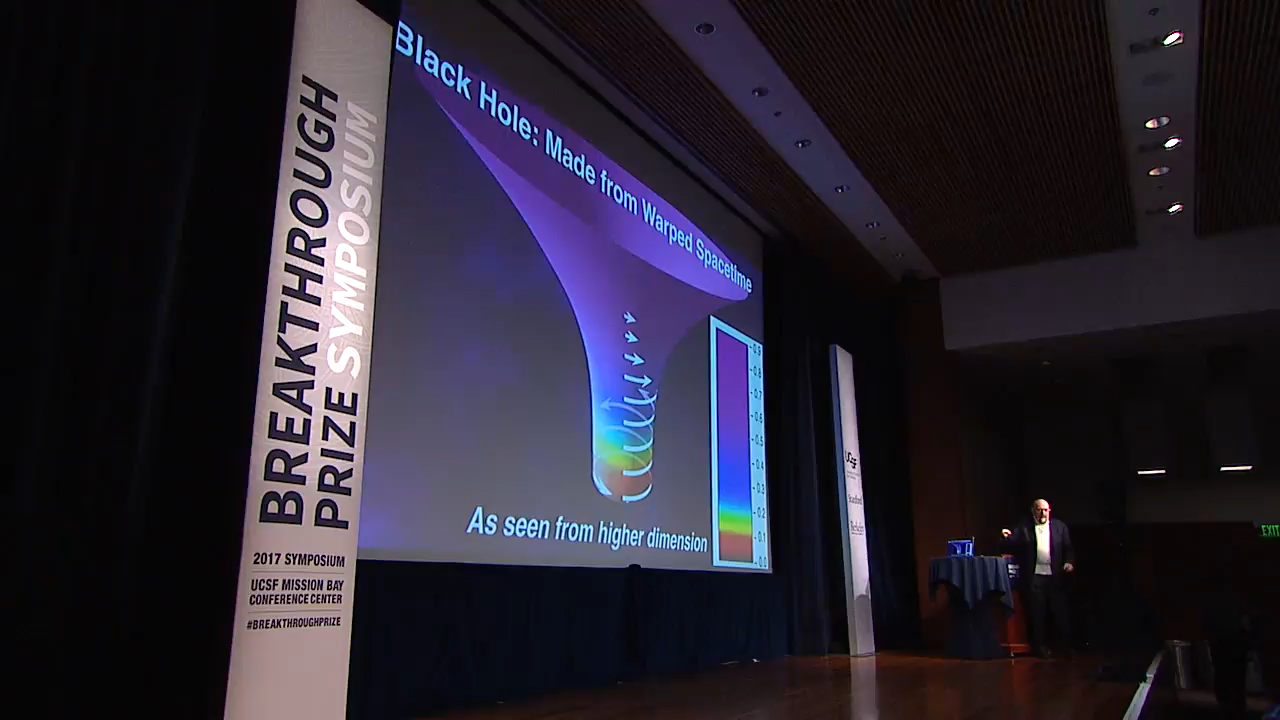 BREAKTHROUGH
PRIZE SYMPOSIUM
2017 SYMPOSIUM
UCSF MISSION BAY
CONFERENCE CENTER
#BREAKTHROUGHPRIZE
Black Hole: Made from Warped Spacetime
0.9
0.8
0.7
0.6
0.5
0.4
0.3
0.2
0.1
0.0
As seen from higher dimension
UCSF
Stanford
Berkeley
EXIT